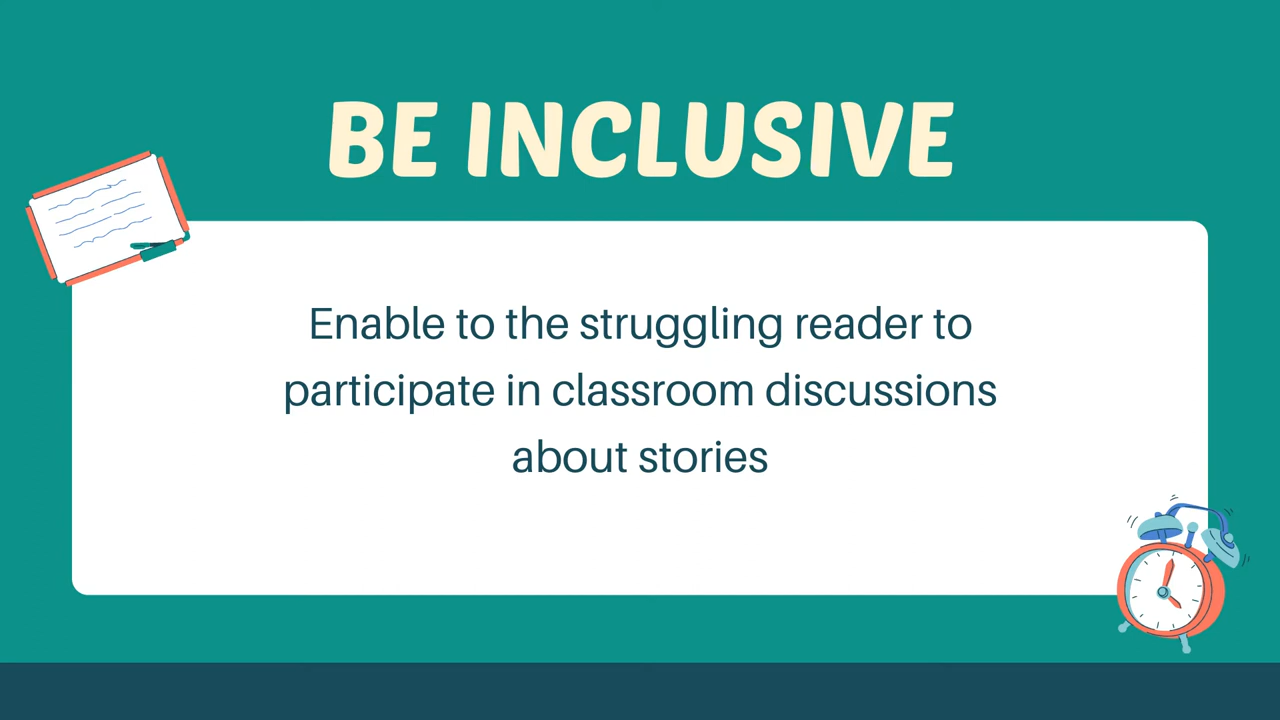 BE INCLUSIVE
Enable to the struggling reader to
participate in classroom discussions
about stories